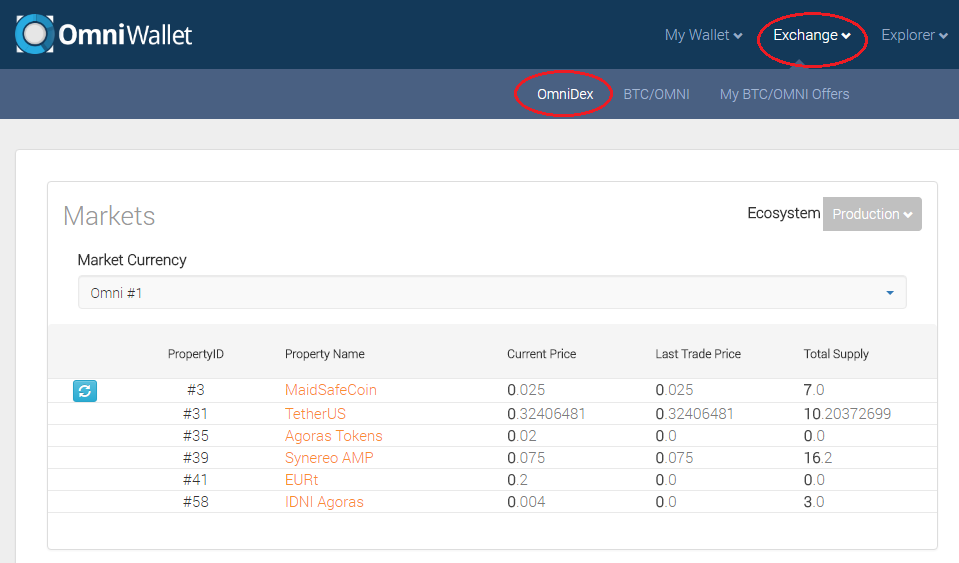 OmniWallet
My Wallet Exchange Explorer
OmniDex BTC/OMNI My BTC/OMNI Offers
Markets
Ecosystem Production
Market Currency
Omni #1
PropertyID Property Name Current Price Last Trade Price Total Supply
#3 MaidSafeCoin 0.025 0.025 7.0
#31 TetherUS 0.32406481 0.32406481 10.20372699
#35 Agoras Tokens 0.02 0.0 0.0
#39 Synereo AMP 0.075 0.075 16.2
#41 EURt 0.2 0.0 0.0
#58 IDNI Agoras 0.004 0.0 3.0